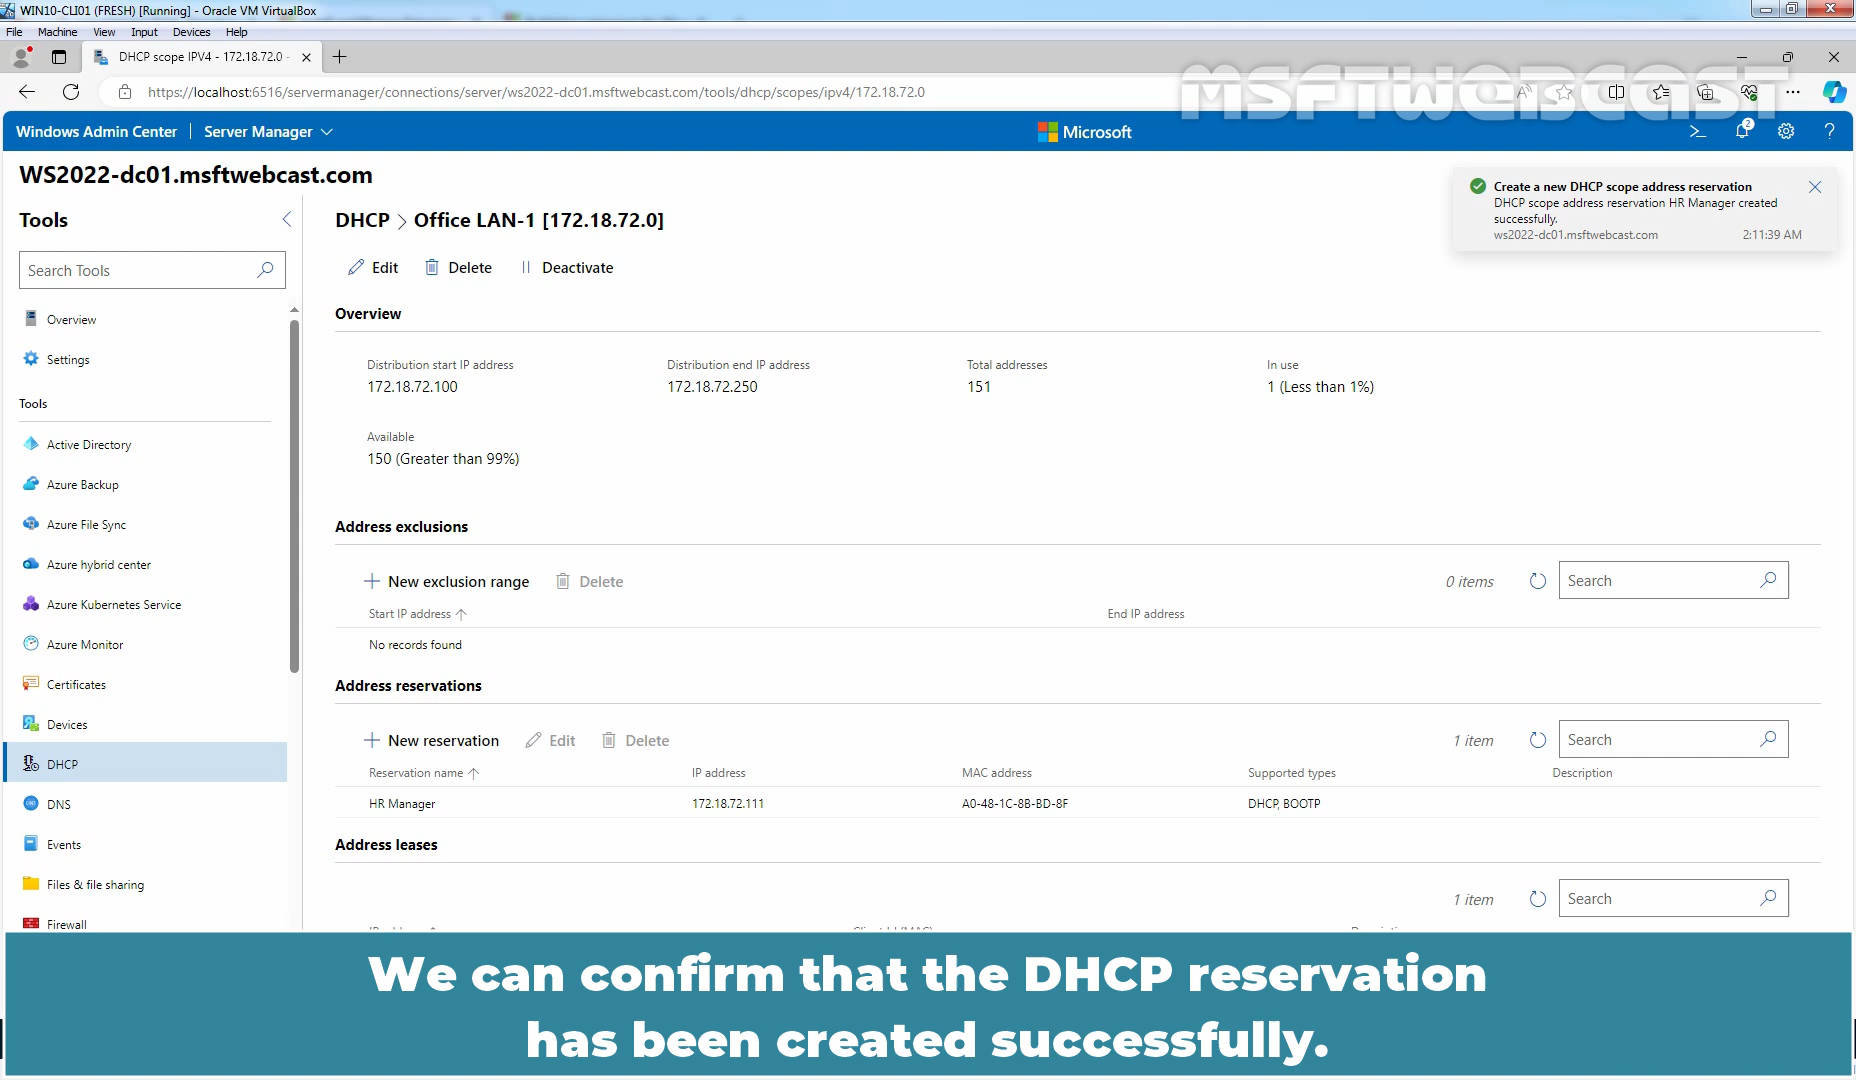 WIN10-CLI01 (FRESH) [Running] - Oracle VM VirtualBox
File Machine View Input Devices Help
DHCP scope IPV4 - 172.18.72.0 -
https://localhost:6516/servermanager/connections/server/ws2022-dc01.msftwebcast.com/tools/dhcp/scopes/ipv4/172.18.72.0
MSFTWEBCAST
Windows Admin Center | Server Manager
Microsoft
2
WS2022-dc01.msftwebcast.com
Create a new DHCP scope address reservation
DHCP scope address reservation HR Manager created
successfully.
ws2022-dc01.msftwebcast.com 2:11:39 AM
Tools
Search Tools
Overview
Settings
Tools
Active Directory
Azure Backup
Azure File Sync
Azure hybrid center
Azure Kubernetes Service
Azure Monitor
Certificates
Devices
DHCP
DNS
Events
Files & file sharing
Firewall
DHCP > Office LAN-1 [172.18.72.0]
Edit Delete Deactivate
Overview
Distribution start IP address Distribution end IP address Total addresses In use
172.18.72.100 172.18.72.250 151 1 (Less than 1%)
Available
150 (Greater than 99%)
Address exclusions
New exclusion range Delete 0 items Search
Start IP address End IP address
No records found
Address reservations
New reservation Edit Delete 1 item Search
Reservation name IP address MAC address Supported types Description
HR Manager 172.18.72.111 A0-48-1C-8B-BD-8F DHCP, BOOTP
Address leases
1 item Search
We can confirm that the DHCP reservation
has been created successfully.